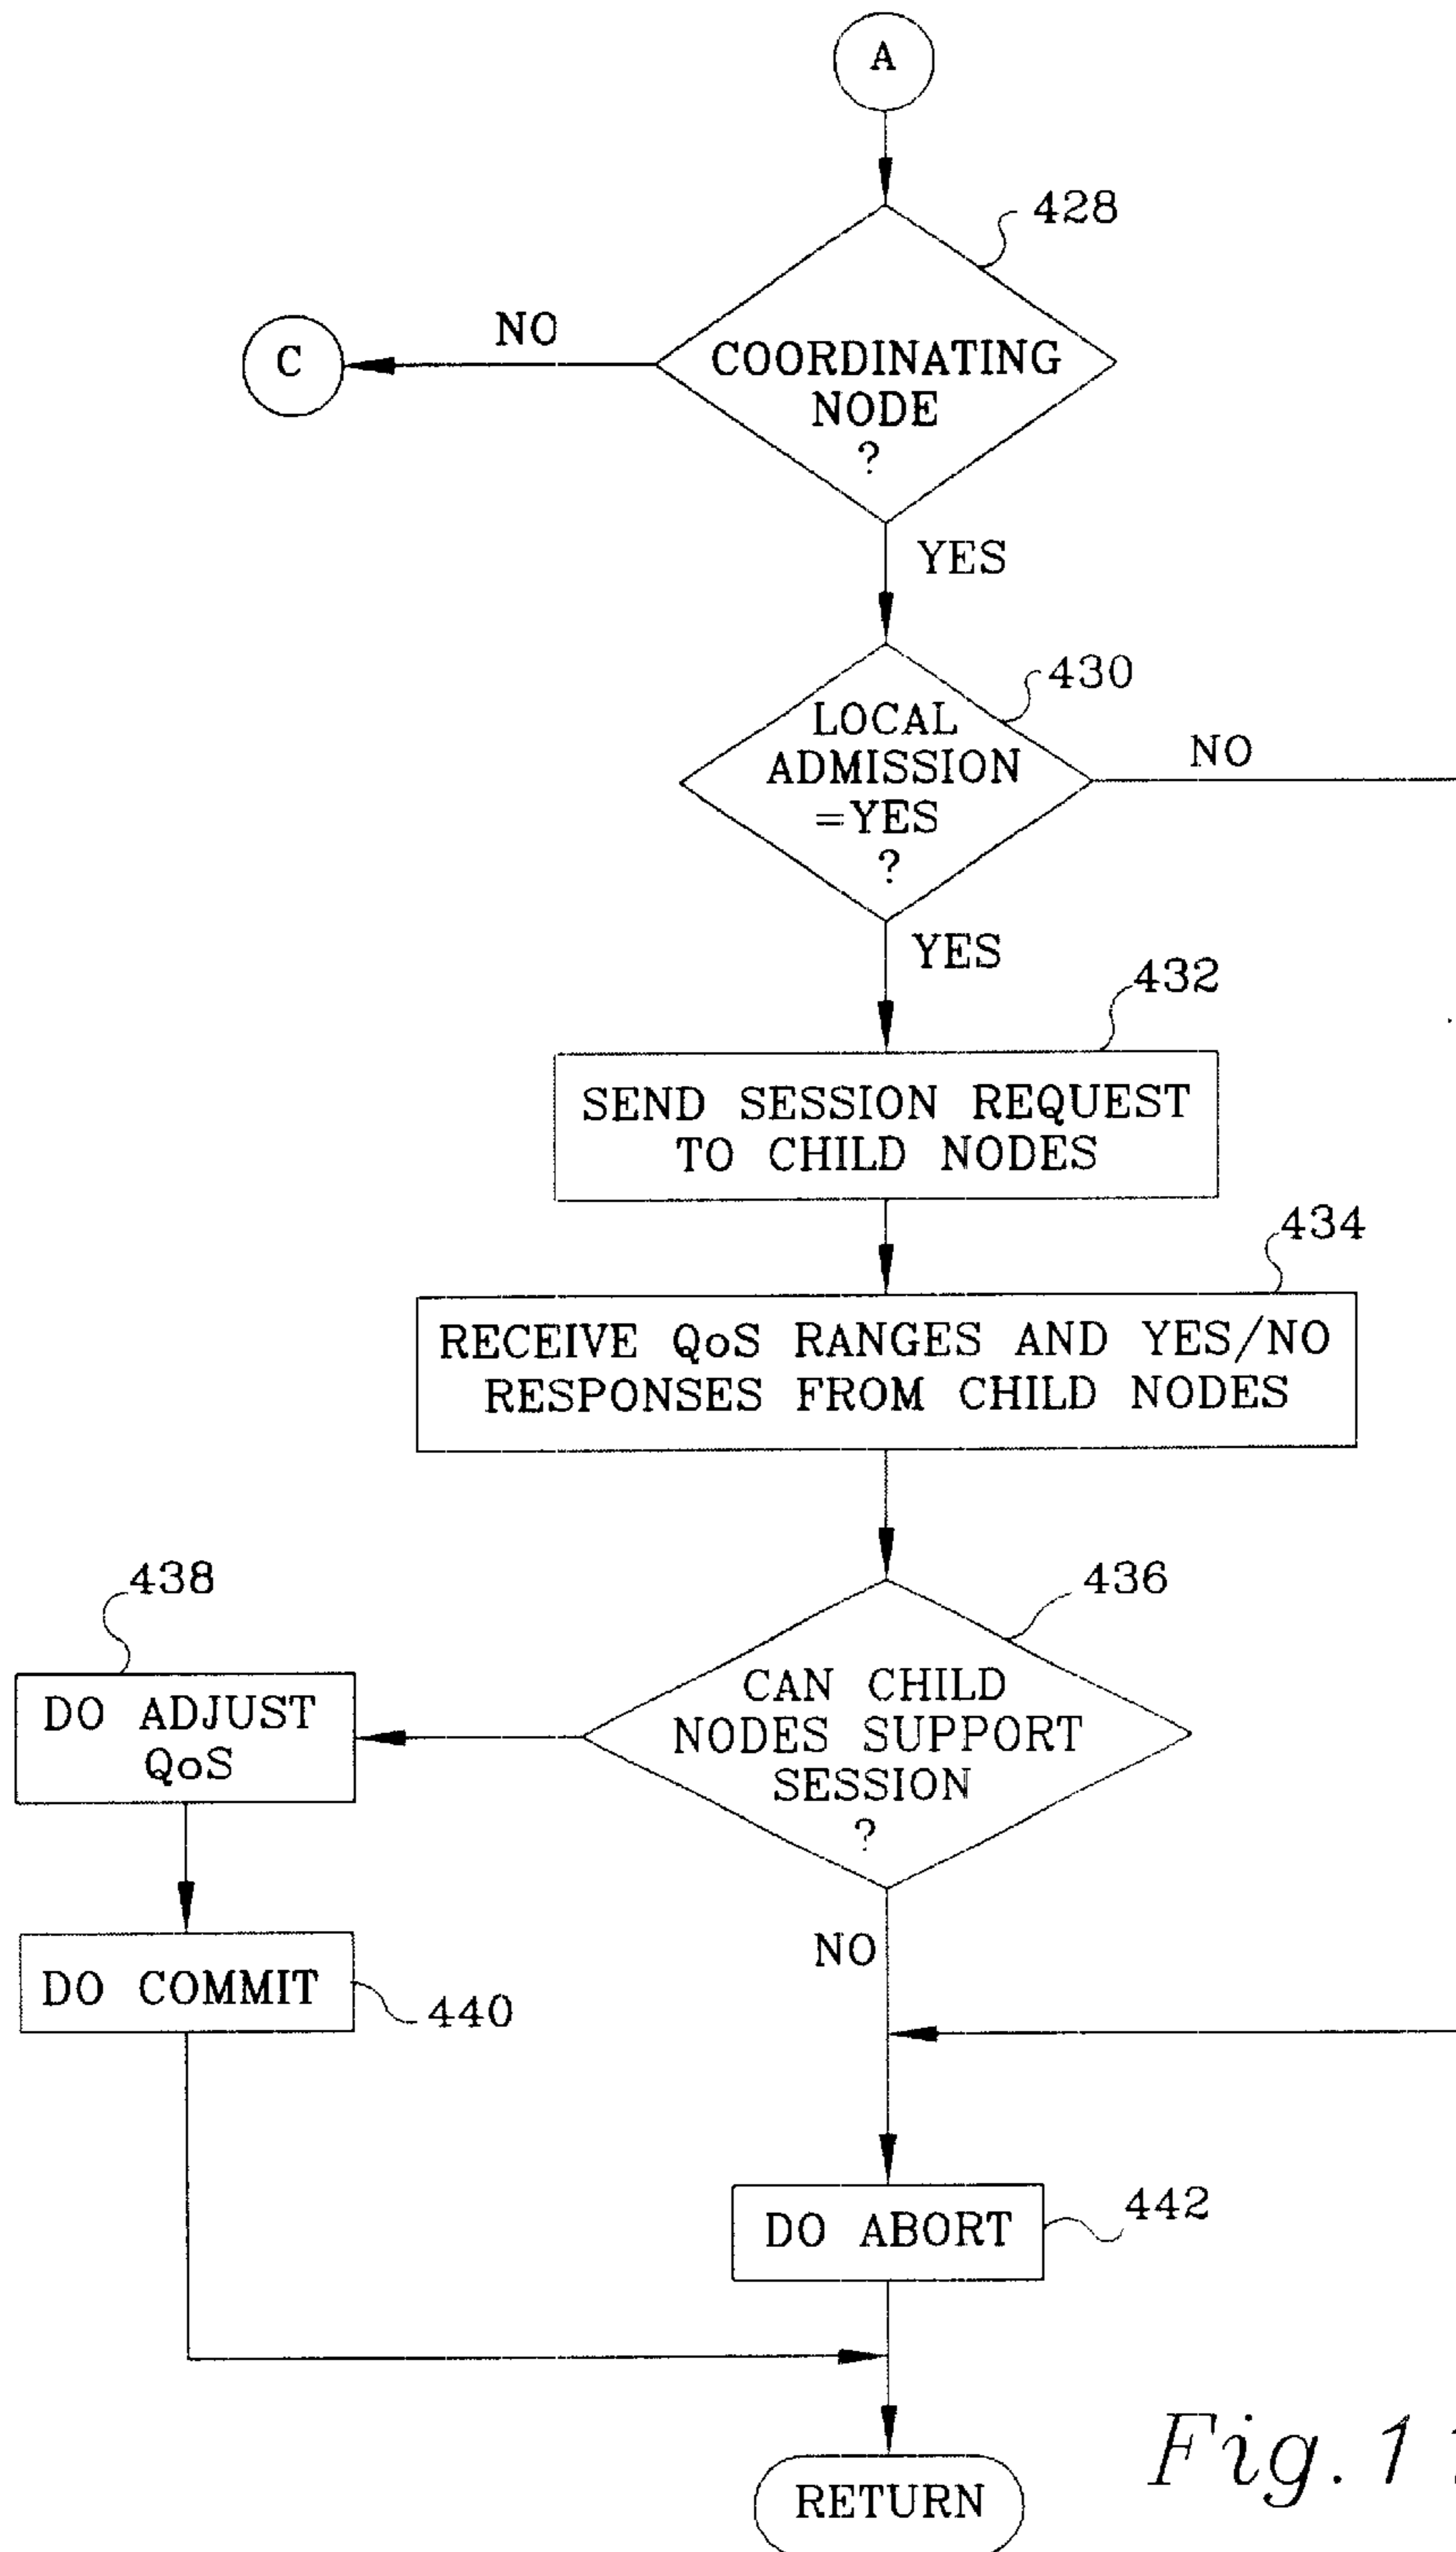 A
428
COORDINATING
NODE
?
NO
C
YES
430
LOCAL
ADMISSION
=YES
?
NO
YES
432
SEND SESSION REQUEST
TO CHILD NODES
434
RECEIVE QoS RANGES AND YES/NO
RESPONSES FROM CHILD NODES
436
CAN CHILD
NODES SUPPORT
SESSION
?
438
DO ADJUST
QoS
NO
DO COMMIT
440
DO ABORT
442
RETURN
Fig. 1